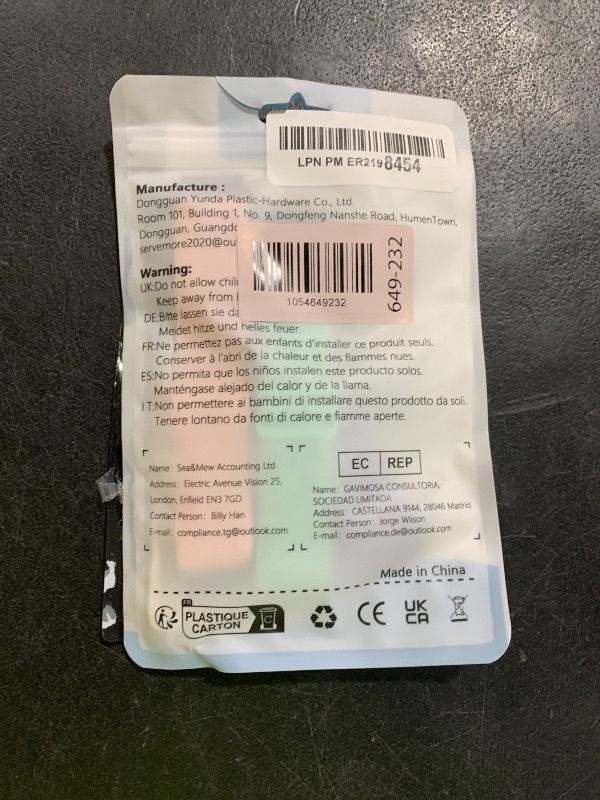 LPN PM ER2198454
Manufacture :
Dongguan Yunda Plastic-Hardware Co., Ltd.
Room 101, Building 1, No. 9, Dongfeng Nanshe Road, HumenTown,
Dongguan,
servemore2020@ou
1054649232
649-232
Warning:
UK:Do not allow
Keep away from
DE:Bitte lassen sie
Meidet hitze und helles feuer.
FR:Ne permettez pas aux enfants d'installer ce produit seuls.
Conserver à l'abri de la chaleur et des flammes nues.
ES:No permita que los niños instalen este producto solos.
Manténgase alejado del calor y de la llama.
IT:Non permettere ai bambini di installare questo prodotto da soli.
Tenere lontano da fonti di calore e fiamme aperte.
Name: Sea&Mew Accounting Ltd
Address: Electric Avenue Vision 25,
London, Enfield EN3 7GD
Contact Person: Billy Han
E-mail: compliance.tg@outlook.com
EC REP
Name: GAVIMOSA CONSULTORIA,
SOCIEDAD LIMITADA
Address: CASTELLANA 9144, 28046 Madrid
Contact Person: Jorge Wilson
E-mail: compliance.de@outlook.com
Made in China
FR
PLASTIQUE
CARTON
CE
UK
CA